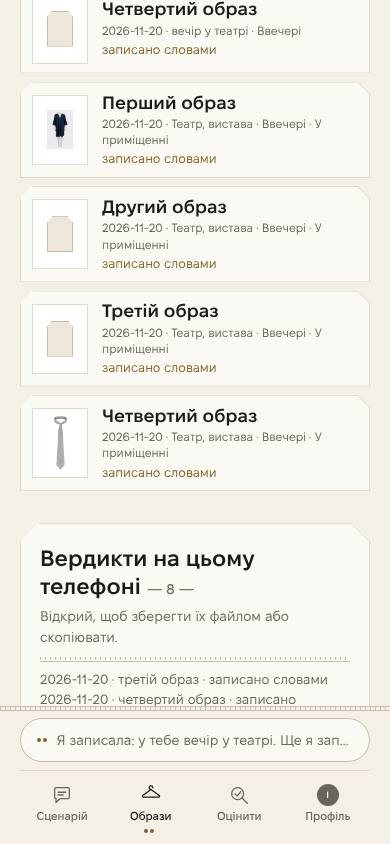 Четвертий образ
2026-11-20 · вечір у театрі · Ввечері
записано словами
Перший образ
2026-11-20 · Театр, вистава · Ввечері · У
приміщенні
записано словами
Другий образ
2026-11-20 · Театр, вистава · Ввечері · У
приміщенні
записано словами
Третій образ
2026-11-20 · Театр, вистава · Ввечері · У
приміщенні
записано словами
Четвертий образ
2026-11-20 · Театр, вистава · Ввечері · У
приміщенні
записано словами
Вердикти на цьому
телефоні — 8 —
Відкрий, щоб зберегти їх файлом або
скопіювати.
2026-11-20 · третій образ · записано словами
2026-11-20 · четвертий образ · записано
Я записала: у тебе вечір у театрі. Ще я зап...
Сценарій
Образи
Оцінити
І
Профіль